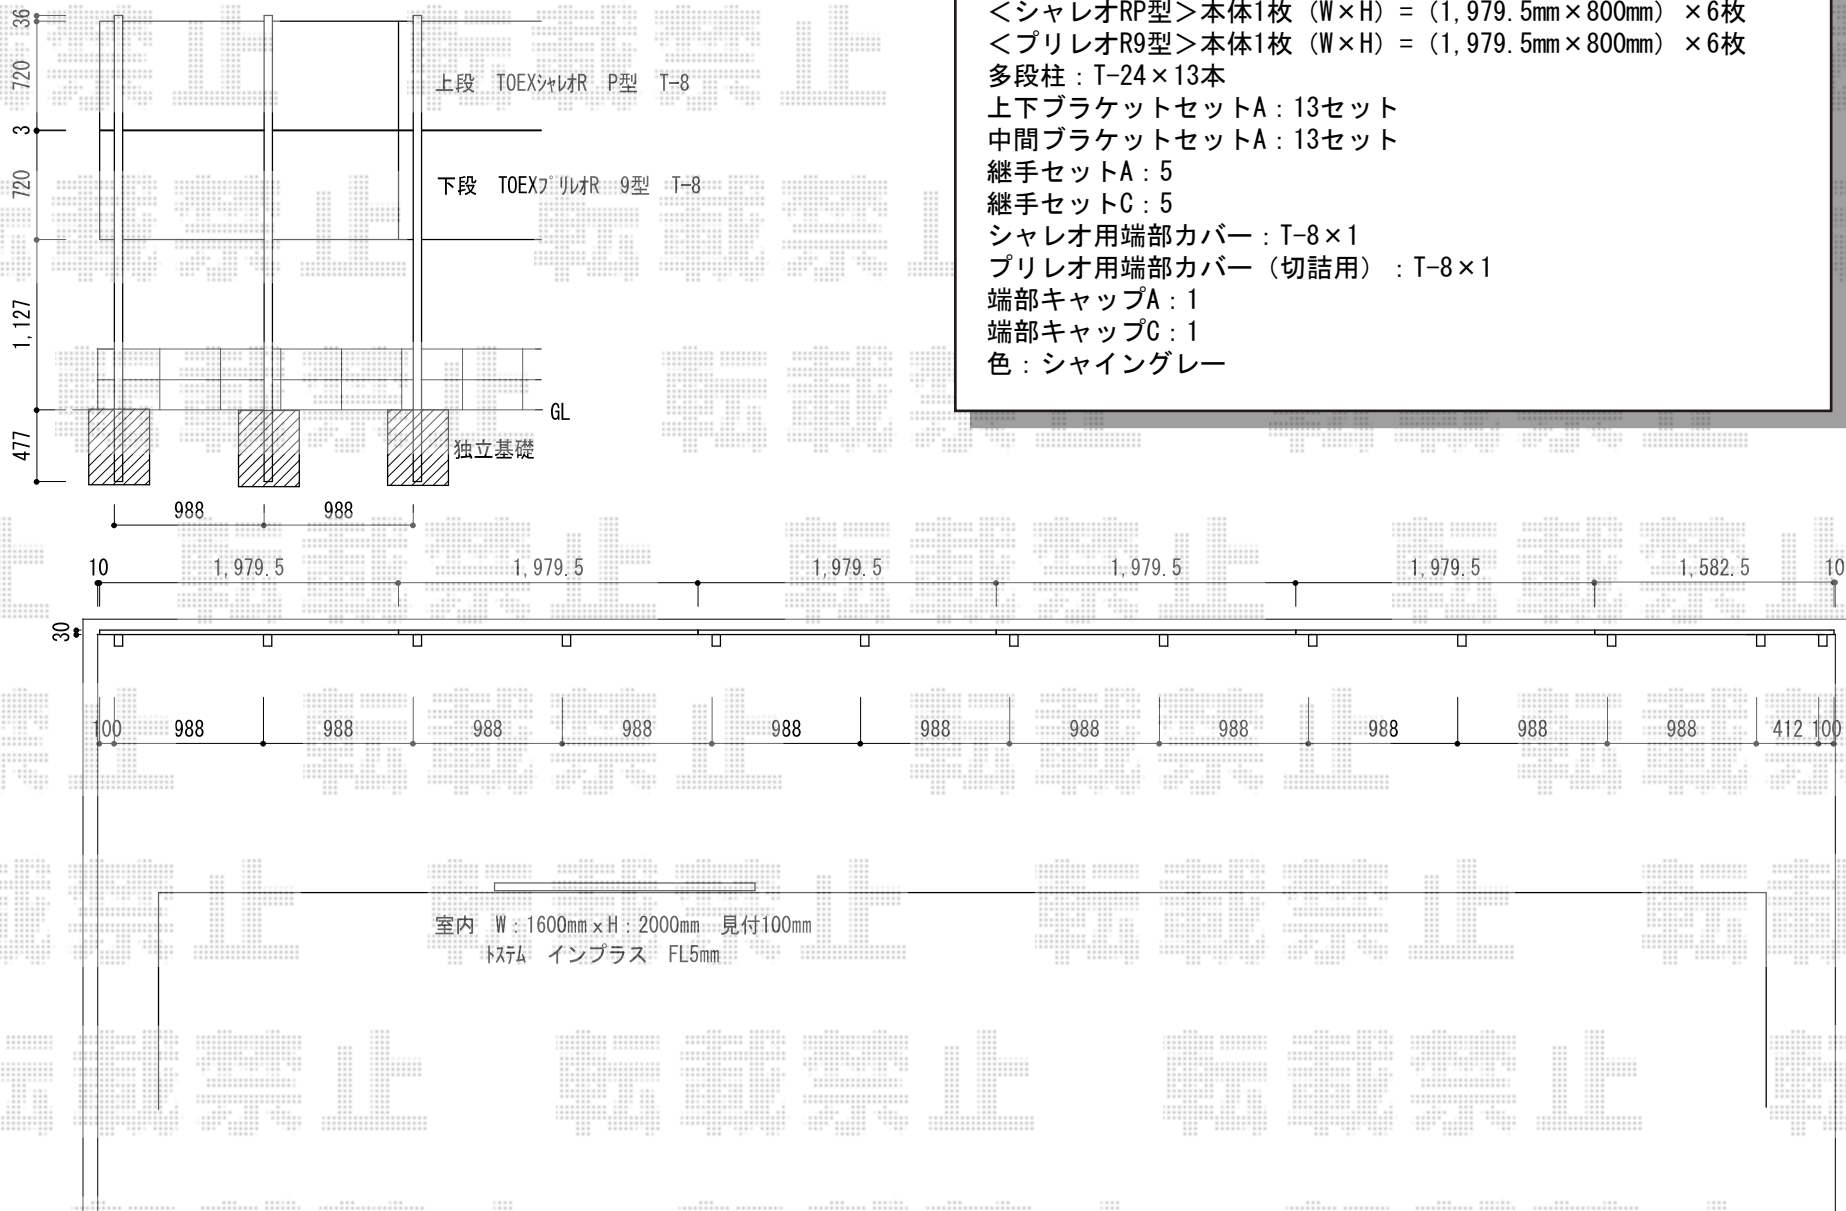 36
720
3
720
1,127
477
上段　TOEXシャレオR　P型　T-8
下段　TOEXプリレオR　9型　T-8
GL
独立基礎
988 988
＜シャレオRP型＞本体1枚（W×H）=（1,979.5mm×800mm）×6枚
＜プリレオR9型＞本体1枚（W×H）=（1,979.5mm×800mm）×6枚
多段柱：T-24×13本
上下ブラケットセットA：13セット
中間ブラケットセットA：13セット
継手セットA：5
継手セットC：5
シャレオ用端部カバー：T-8×1
プリレオ用端部カバー（切詰用）：T-8×1
端部キャップA：1
端部キャップC：1
色：シャイングレー
10 1,979.5 1,979.5 1,979.5 1,979.5 1,979.5 1,582.5 10
30
100 988 988 988 988 988 988 988 988 988 988 988 412 100
室内　W：1600mm x H：2000mm　見付100mm
トステム　インプラス　FL5mm
転載禁止